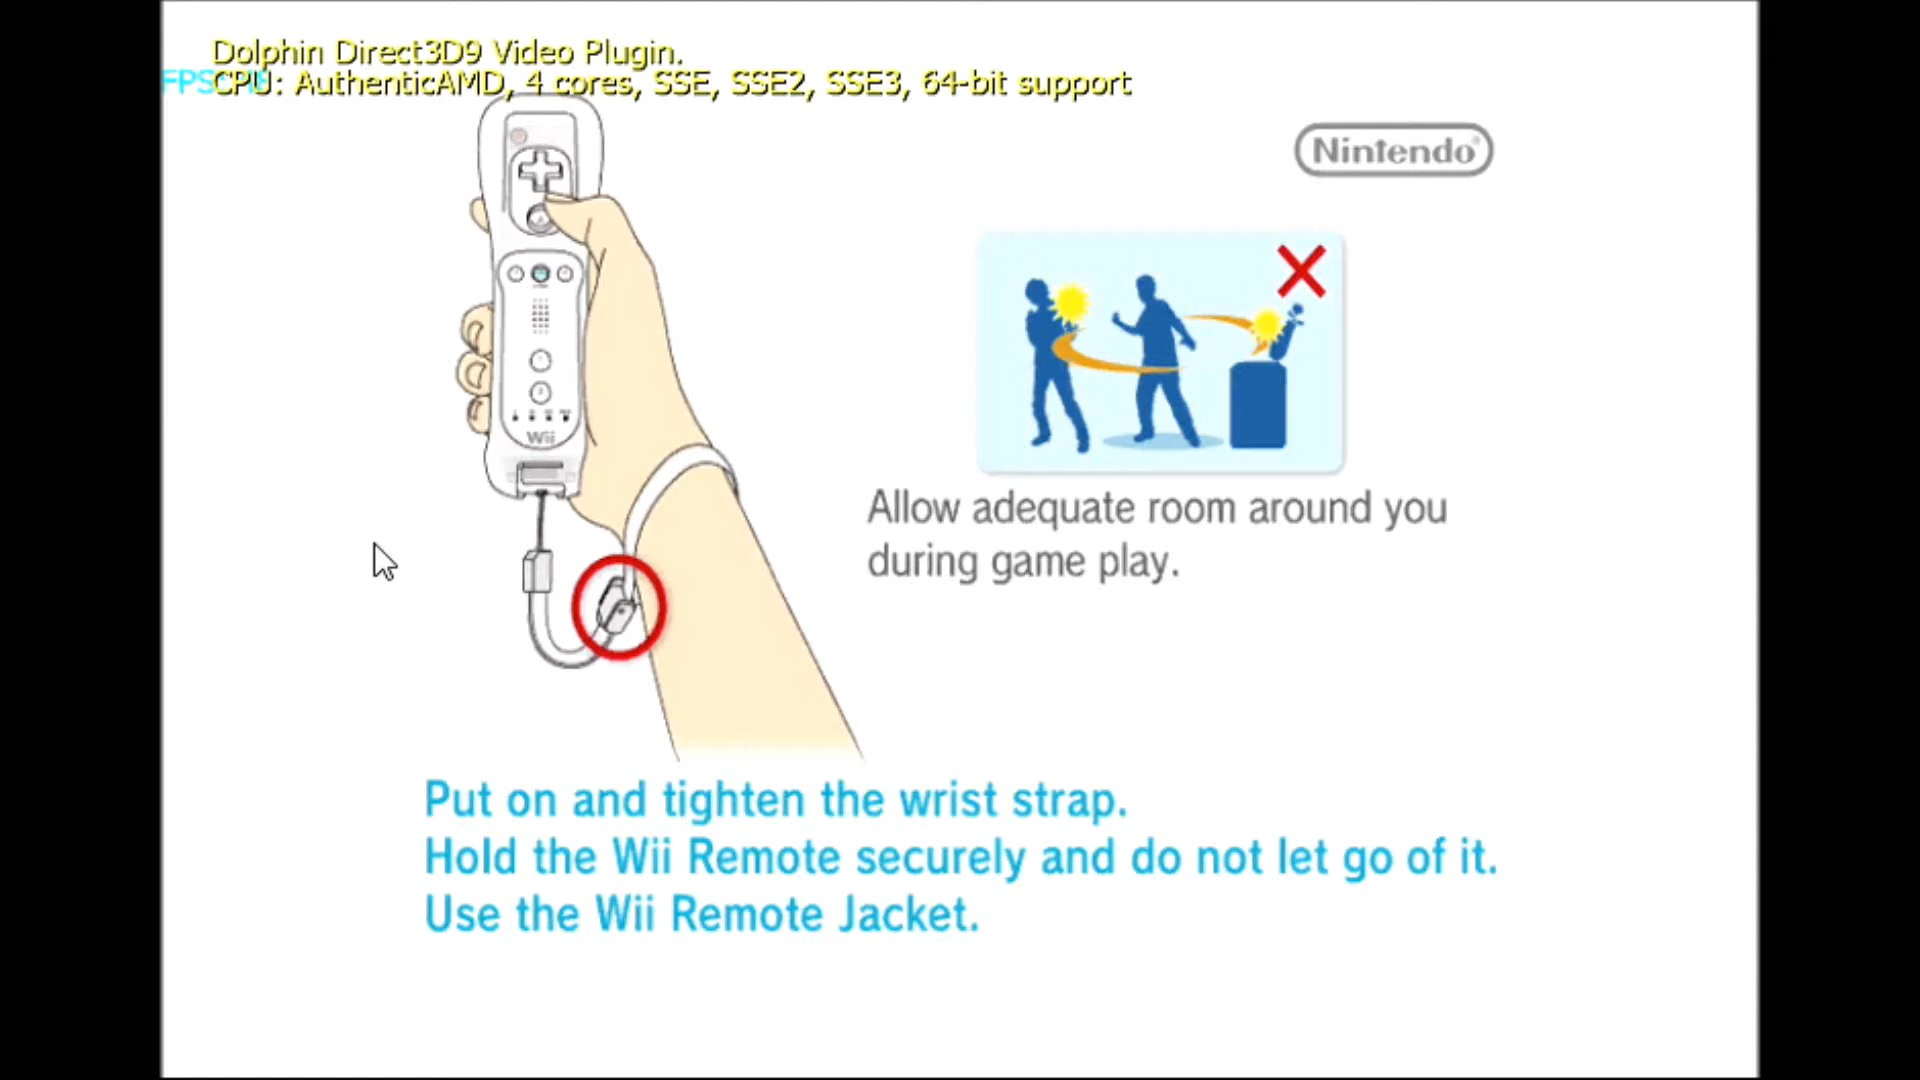 Dolphin Direct3D9 Video Plugin.
CPU: AuthenticAMD, 4 cores, SSE, SSE2, SSE3, 64-bit support
Nintendo®
Wii
Allow adequate room around you
during game play.
Put on and tighten the wrist strap.
Hold the Wii Remote securely and do not let go of it.
Use the Wii Remote Jacket.